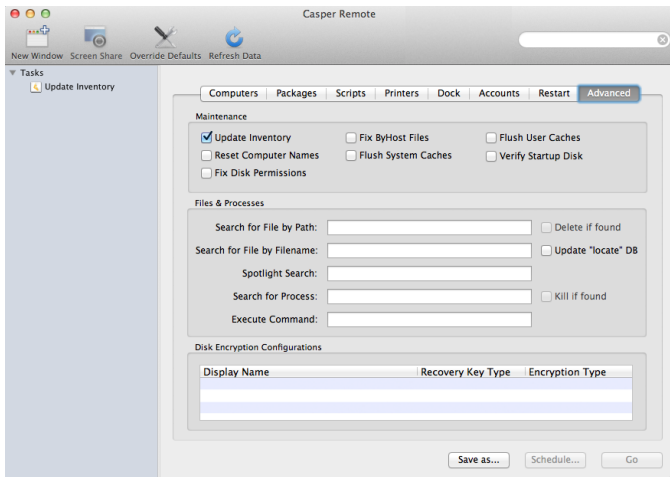 Casper Remote
New Window Screen Share Override Defaults Refresh Data
Tasks
Update Inventory
Computers Packages Scripts Printers Dock Accounts Restart Advanced
Maintenance
Update Inventory Fix ByHost Files Flush User Caches
Reset Computer Names Flush System Caches Verify Startup Disk
Fix Disk Permissions
Files & Processes
Search for File by Path: Delete if found
Search for File by Filename: Update "locate" DB
Spotlight Search:
Search for Process: Kill if found
Execute Command:
Disk Encryption Configurations
Display Name Recovery Key Type Encryption Type
Save as... Schedule... Go